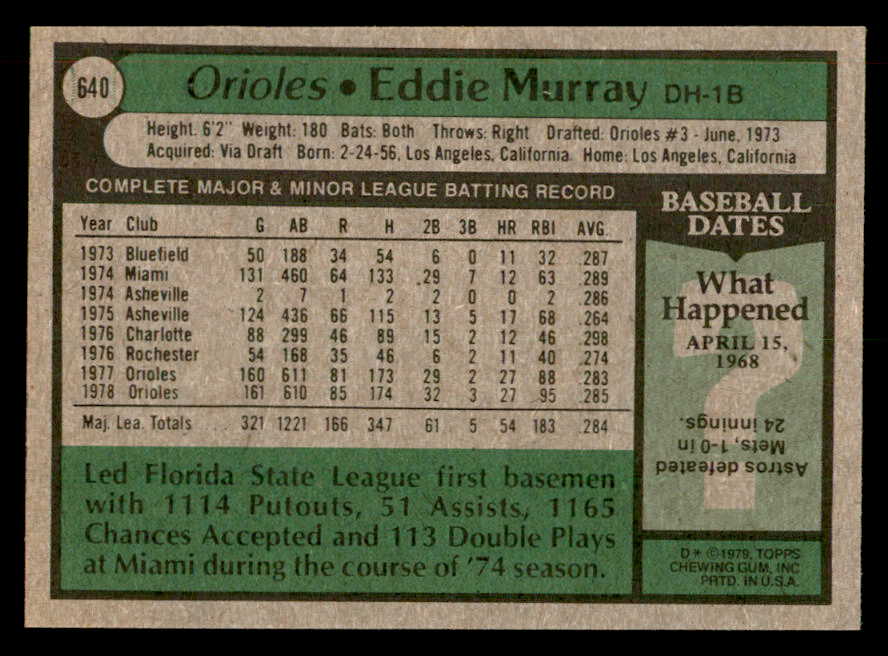 640
Orioles • Eddie Murray DH-1B
Height: 6'2" Weight: 180 Bats: Both Throws: Right Drafted: Orioles #3 - June, 1973
Acquired: Via Draft Born: 2-24-56, Los Angeles, California Home: Los Angeles, California
COMPLETE MAJOR & MINOR LEAGUE BATTING RECORD
Year Club G AB R H 2B 3B HR RBI AVG.
1973 Bluefield 50 188 34 54 6 0 11 32 .287
1974 Miami 131 460 64 133 29 7 12 63 .289
1974 Asheville 2 7 1 2 2 0 0 2 .286
1975 Asheville 124 436 66 115 13 5 17 68 .264
1976 Charlotte 88 299 46 89 15 2 12 46 .298
1976 Rochester 54 168 35 46 6 2 11 40 .274
1977 Orioles 160 611 81 173 29 2 27 88 .283
1978 Orioles 161 610 85 174 32 3 27 95 .285
Maj. Lea. Totals . . . 321 1221 166 347 61 5 54 183 .284
Led Florida State League first basemen
with 1114 Putouts, 51 Assists, 1165
Chances Accepted and 113 Double Plays
at Miami during the course of '74 season.
BASEBALL
DATES
What
Happened
APRIL 15,
1968
?
Astros defeated
Mets, 1-0 in
24 innings.
D* ©1979, TOPPS
CHEWING GUM, INC
PRTD. IN U.S.A.